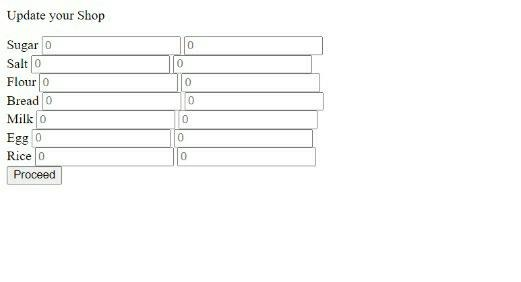 Update your Shop
Sugar 0 0
Salt 0 0
Flour 0 0
Bread 0 0
Milk 0 0
Egg 0 0
Rice 0 0
Proceed